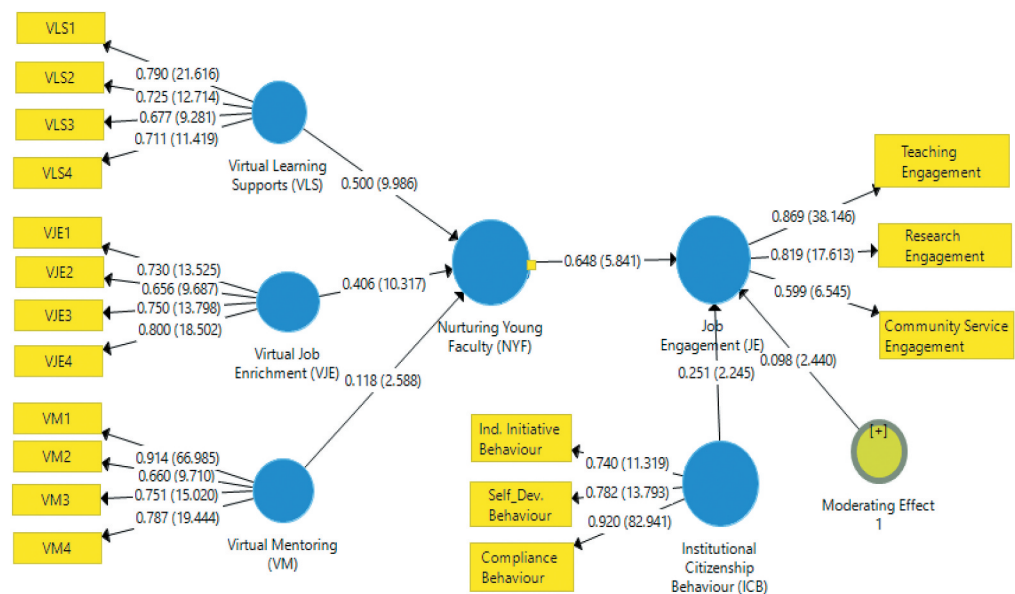 VLS1
VLS2
VLS3
VLS4
0.790 (21.616)
0.725 (12.714)
0.677 (9.281)
0.711 (11.419)
Virtual Learning
Supports (VLS)
0.500 (9.986)
VJE1
VJE2
VJE3
VJE4
0.730 (13.525)
0.656 (9.687)
0.750 (13.798)
0.800 (18.502)
Virtual Job
Enrichment (VJE)
0.406 (10.317)
VM1
VM2
VM3
VM4
0.914 (66.985)
0.660 (9.710)
0.751 (15.020)
0.787 (19.444)
Virtual Mentoring
(VM)
0.118 (2.588)
Nurturing Young
Faculty (NYF)
0.648 (5.841)
Job
Engagement (JE)
0.869 (38.146)
0.819 (17.613)
0.599 (6.545)
Teaching
Engagement
Research
Engagement
Community Service
Engagement
0.251 (2.245)
0.098 (2.440)
Ind. Initiative
Behaviour
Self_Dev.
Behaviour
Compliance
Behaviour
0.740 (11.319)
0.782 (13.793)
0.920 (82.941)
Institutional
Citizenship
Behaviour (ICB)
[+]
Moderating Effect
1